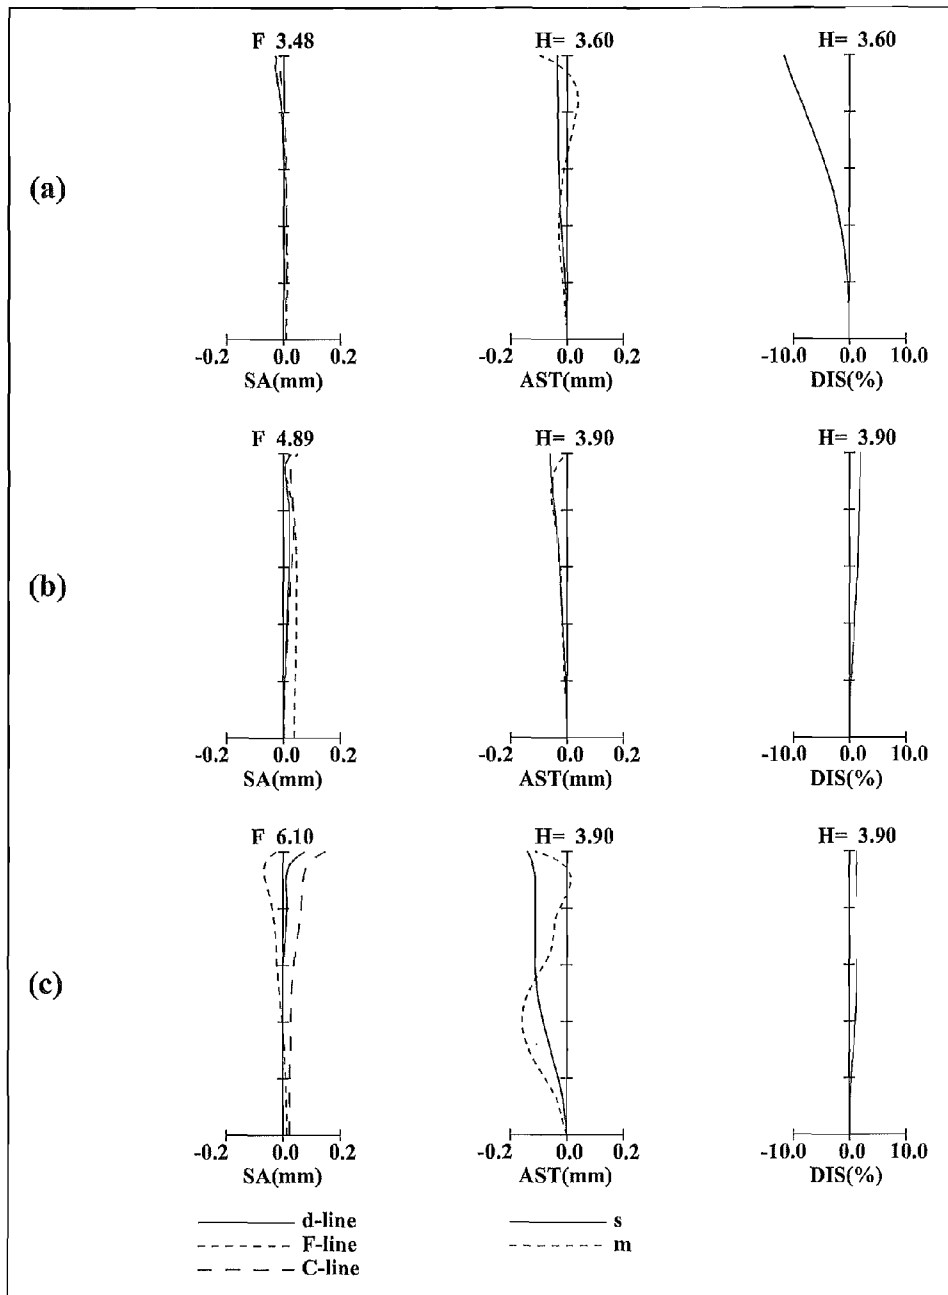 F 3.48
H= 3.60
H= 3.60
(a)
-0.2 0.0 0.2
SA(mm)
-0.2 0.0 0.2
AST(mm)
-10.0 0.0 10.0
DIS(%)
F 4.89
H= 3.90
H= 3.90
(b)
-0.2 0.0 0.2
SA(mm)
-0.2 0.0 0.2
AST(mm)
-10.0 0.0 10.0
DIS(%)
F 6.10
H= 3.90
H= 3.90
(c)
-0.2 0.0 0.2
SA(mm)
-0.2 0.0 0.2
AST(mm)
-10.0 0.0 10.0
DIS(%)
d-line
F-line
C-line
s
m